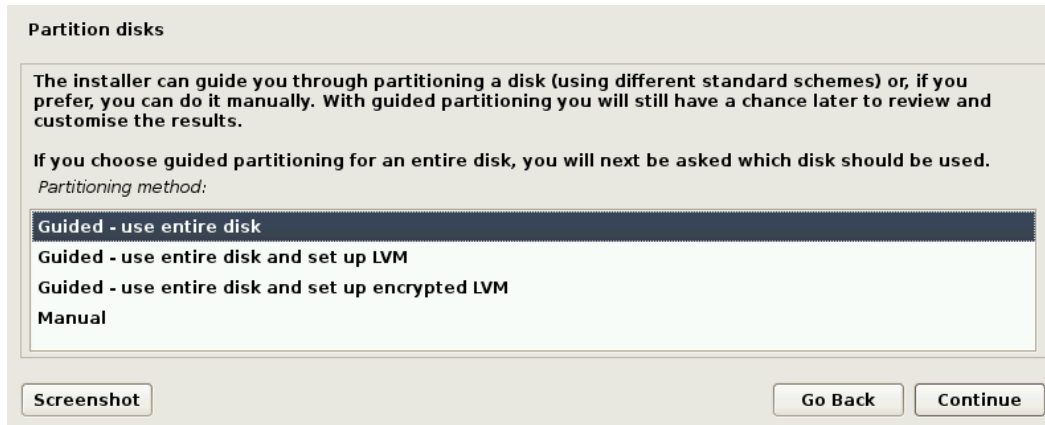 Partition disks
The installer can guide you through partitioning a disk (using different standard schemes) or, if you
prefer, you can do it manually. With guided partitioning you will still have a chance later to review and
customise the results.
If you choose guided partitioning for an entire disk, you will next be asked which disk should be used.
Partitioning method:
Guided - use entire disk
Guided - use entire disk and set up LVM
Guided - use entire disk and set up encrypted LVM
Manual
Screenshot
Go Back
Continue